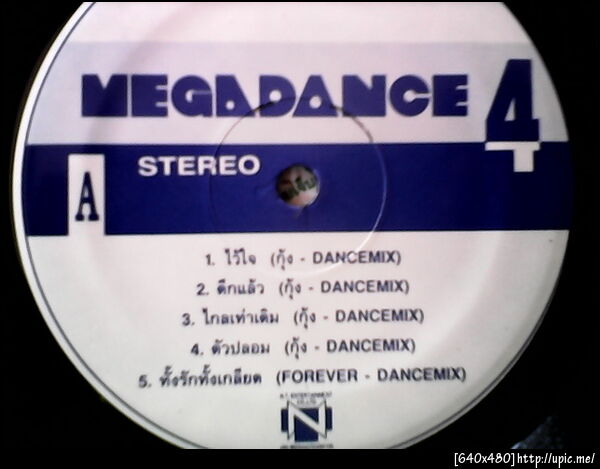 MEGADANCE 4
A
STEREO
1. ไว้ใจ (กุ้ง - DANCEMIX)
2. ดึกแล้ว (กุ้ง - DANCEMIX)
3. ไกลเท่าเดิม (กุ้ง - DANCEMIX)
4. ตัวปลอม (กุ้ง - DANCEMIX)
5. ทั้งรักทั้งเกลียด (FOREVER - DANCEMIX)
N.T. ENTERTAINMENT
CO.,LTD.
N
[640x480]http://upic.me/